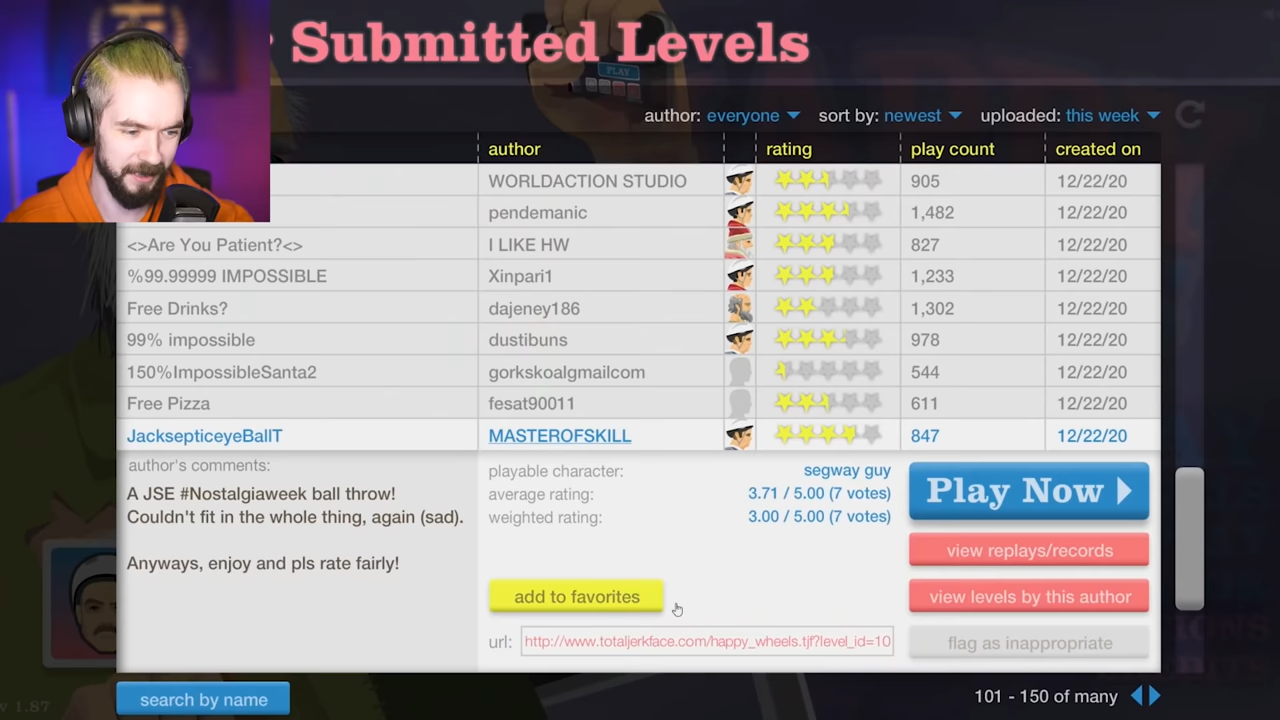 Submitted Levels
PLAY
author: everyone sort by: newest uploaded: this week
author rating play count created on
WORLDACTION STUDIO 905 12/22/20
pendemanic 1,482 12/22/20
<>Are You Patient?<> I LIKE HW 827 12/22/20
%99.99999 IMPOSSIBLE Xinpari1 1,233 12/22/20
Free Drinks? dajeney186 1,302 12/22/20
99% impossible dustibuns 978 12/22/20
150%ImpossibleSanta2 gorkskoalgmailcom 544 12/22/20
Free Pizza fesat90011 611 12/22/20
JacksepticeyeBallT MASTEROFSKILL 847 12/22/20
author's comments:
A JSE #Nostalgiaweek ball throw!
Couldn't fit in the whole thing, again (sad).
Anyways, enjoy and pls rate fairly!
playable character: segway guy
average rating: 3.71 / 5.00 (7 votes)
weighted rating: 3.00 / 5.00 (7 votes)
add to favorites
url: http://www.totaljerkface.com/happy_wheels.tjf?level_id=10
Play Now
view replays/records
view levels by this author
flag as inappropriate
v 1.87
search by name
101 - 150 of many